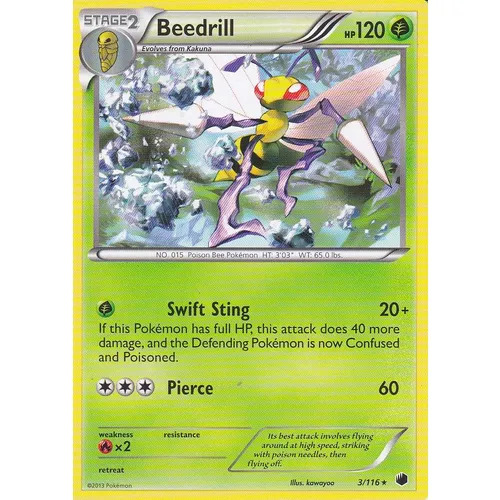 STAGE2
Beedrill
HP120
Evolves from Kakuna
NO. 015 Poison Bee Pokémon HT: 3'03" WT: 65.0 lbs.
Swift Sting 20+
If this Pokémon has full HP, this attack does 40 more
damage, and the Defending Pokémon is now Confused
and Poisoned.
Pierce 60
weakness resistance
×2
retreat
Its best attack involves flying
around at high speed, striking
with poison needles, then
flying off.
©2013 Pokémon
Illus. kawayoo
3/116 ★